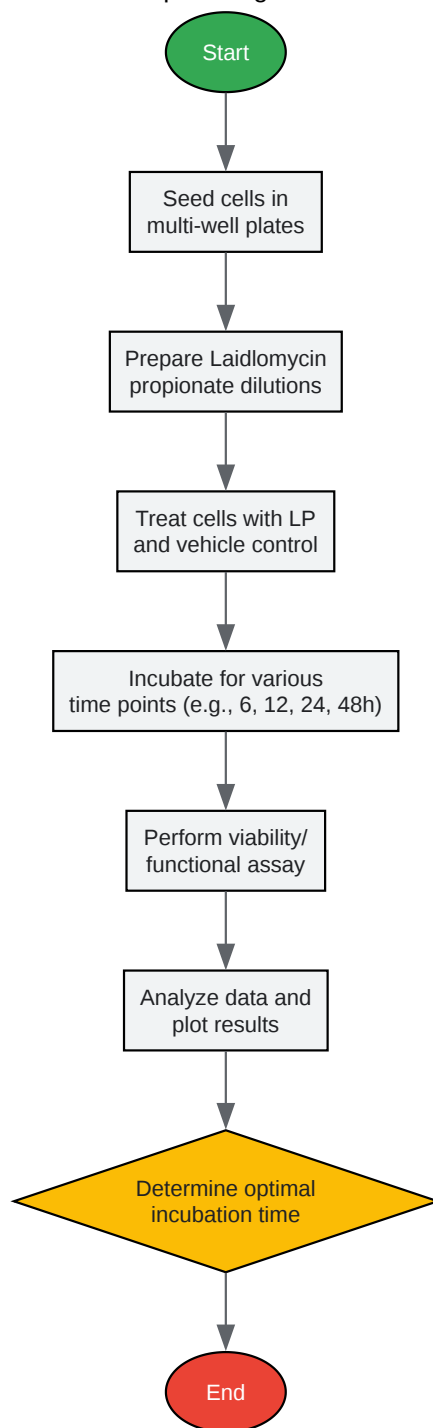 Start
Seed cells in
multi-well plates
Prepare Laidlomycin
propionate dilutions
Treat cells with LP
and vehicle control
Incubate for various
time points (e.g., 6, 12, 24, 48h)
Perform viability/
functional assay
Analyze data and
plot results
Determine optimal
incubation time
End